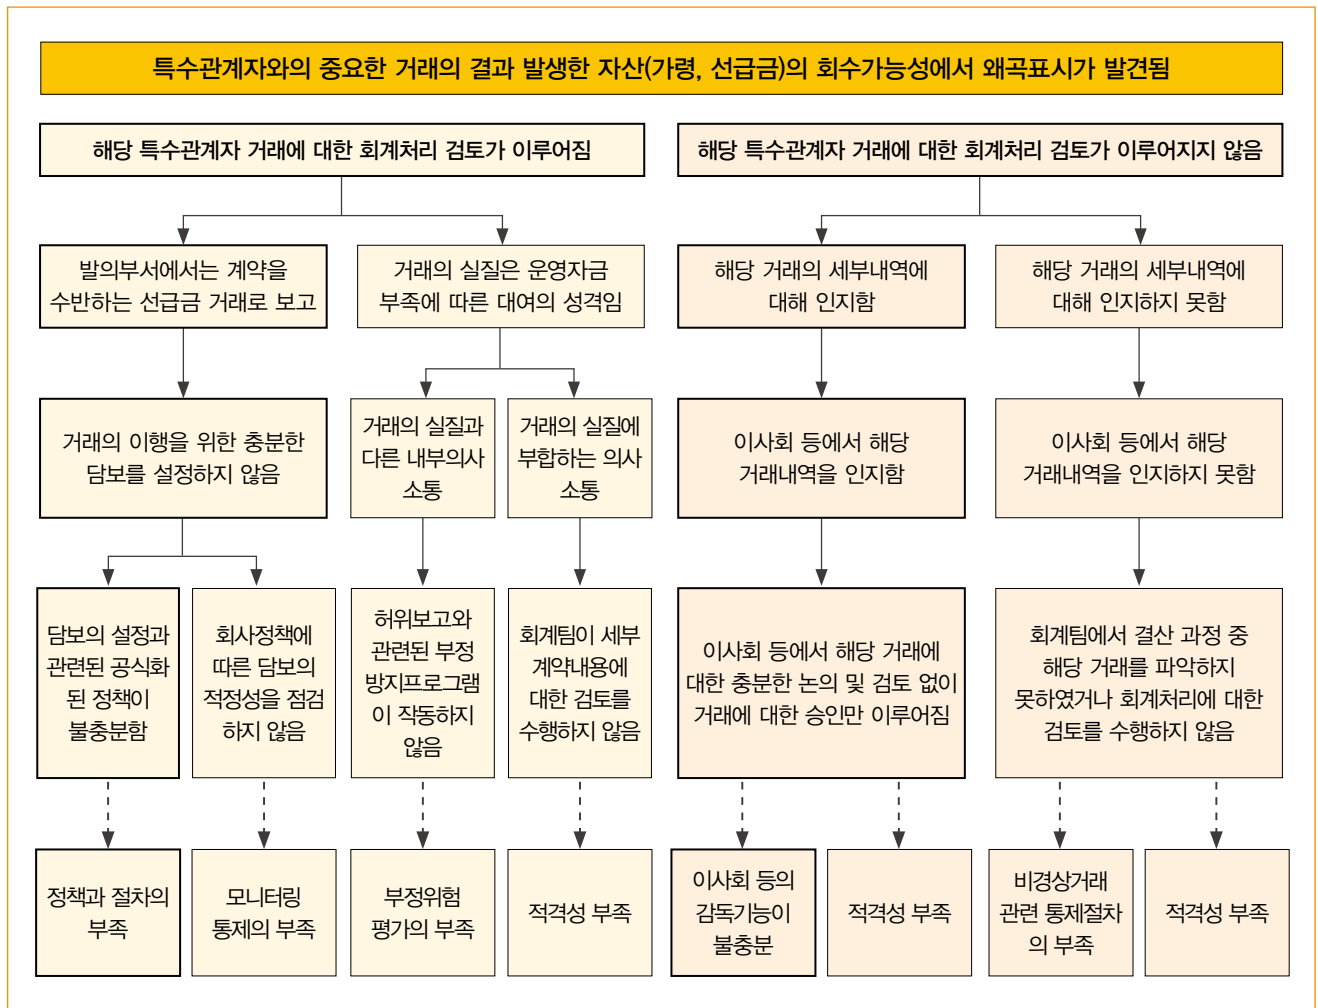 특수관계자와의 중요한 거래의 결과 발생한 자산(가령, 선급금)의 회수가능성에서 왜곡표시가 발견됨
해당 특수관계자 거래에 대한 회계처리 검토가 이루어짐
해당 특수관계자 거래에 대한 회계처리 검토가 이루어지지 않음
발의부서에서는 계약을
수반하는 선급금 거래로 보고
거래의 실질은 운영자금
부족에 따른 대여의 성격임
해당 거래의 세부내역에
대해 인지함
해당 거래의 세부내역에
대해 인지하지 못함
거래의 이행을 위한 충분한
담보를 설정하지 않음
거래의 실질과
다른 내부의사
소통
거래의 실질에
부합하는 의사
소통
이사회 등에서 해당
거래내역을 인지함
이사회 등에서 해당
거래내역을 인지하지 못함
담보의 설정과
관련된 공식화
된 정책이
불충분함
회사정책에
따른 담보의
적정성을 점검
하지 않음
허위보고와
관련된 부정
방지프로그램
이 작동하지
않음
회계팀이 세부
계약내용에
대한 검토를
수행하지 않음
이사회 등에서 해당 거래에
대한 충분한 논의 및 검토 없이
거래에 대한 승인만 이루어짐
회계팀에서 결산 과정 중
해당 거래를 파악하지
못하였거나 회계처리에 대한
검토를 수행하지 않음
정책과 절차의
부족
모니터링
통제의 부족
부정위험
평가의 부족
적격성 부족
이사회 등의
감독기능이
불충분
적격성 부족
비경상거래
관련 통제절차
의 부족
적격성 부족